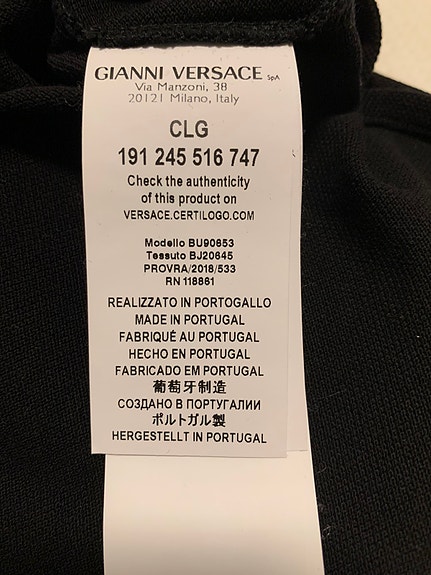 GIANNI VERSACE SpA
Via Manzoni, 38
20121 Milano, Italy
CLG
191 245 516 747
Check the authenticity
of this product on
VERSACE.CERTILOGO.COM
Modello BU90653
Tessuto BJ20645
PROVRA/2018/533
RN 118861
REALIZZATO IN PORTOGALLO
MADE IN PORTUGAL
FABRIQUÉ AU PORTUGAL
HECHO EN PORTUGAL
FABRICADO EM PORTUGAL
葡萄牙制造
СОЗДАНО В ПОРТУГАЛИИ
ポルトガル製
HERGESTELLT IN PORTUGAL